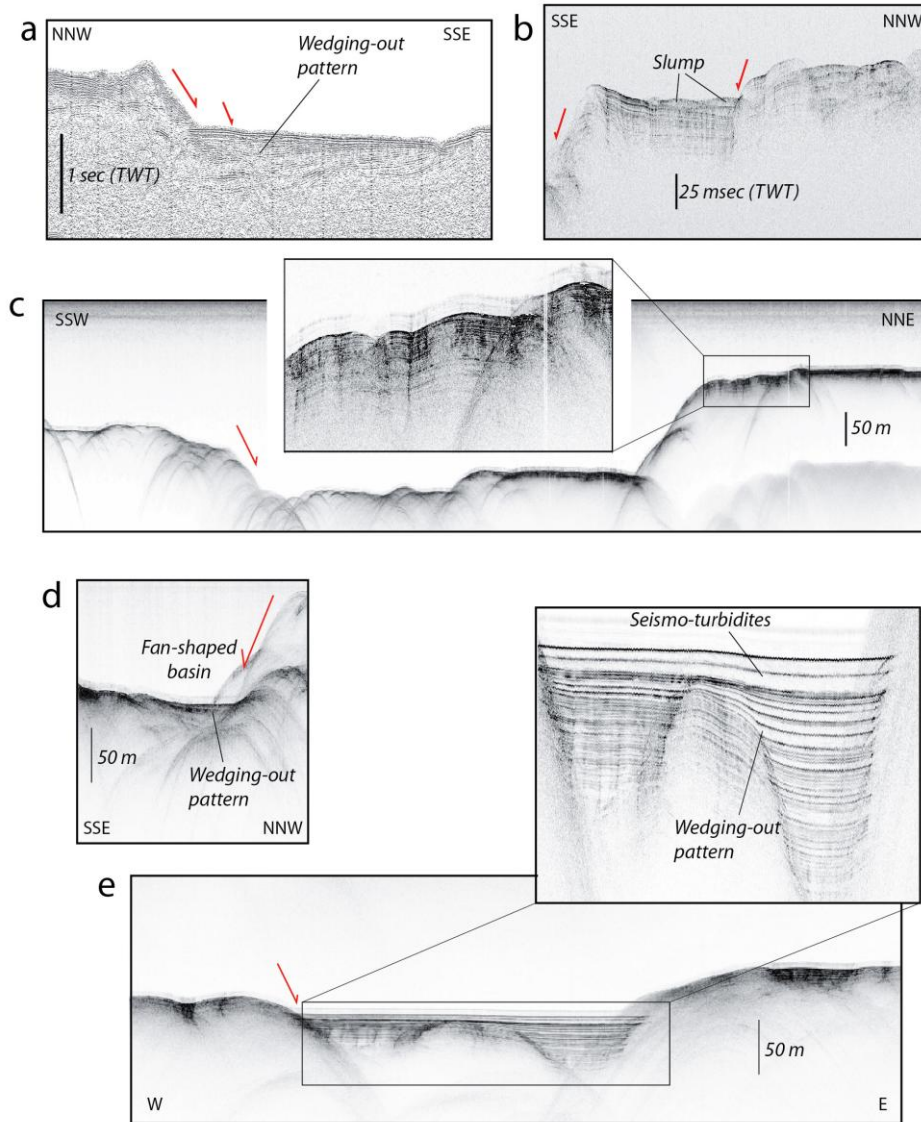 a
NNW
Wedging-out
pattern
SSE
1 sec (TWT)
b
SSE
NNW
Slump
25 msec (TWT)
c
SSW
NNE
50 m
d
Fan-shaped
basin
50 m
Wedging-out
pattern
SSE
NNW
Seismo-turbidites
Wedging-out
pattern
e
50 m
W
E